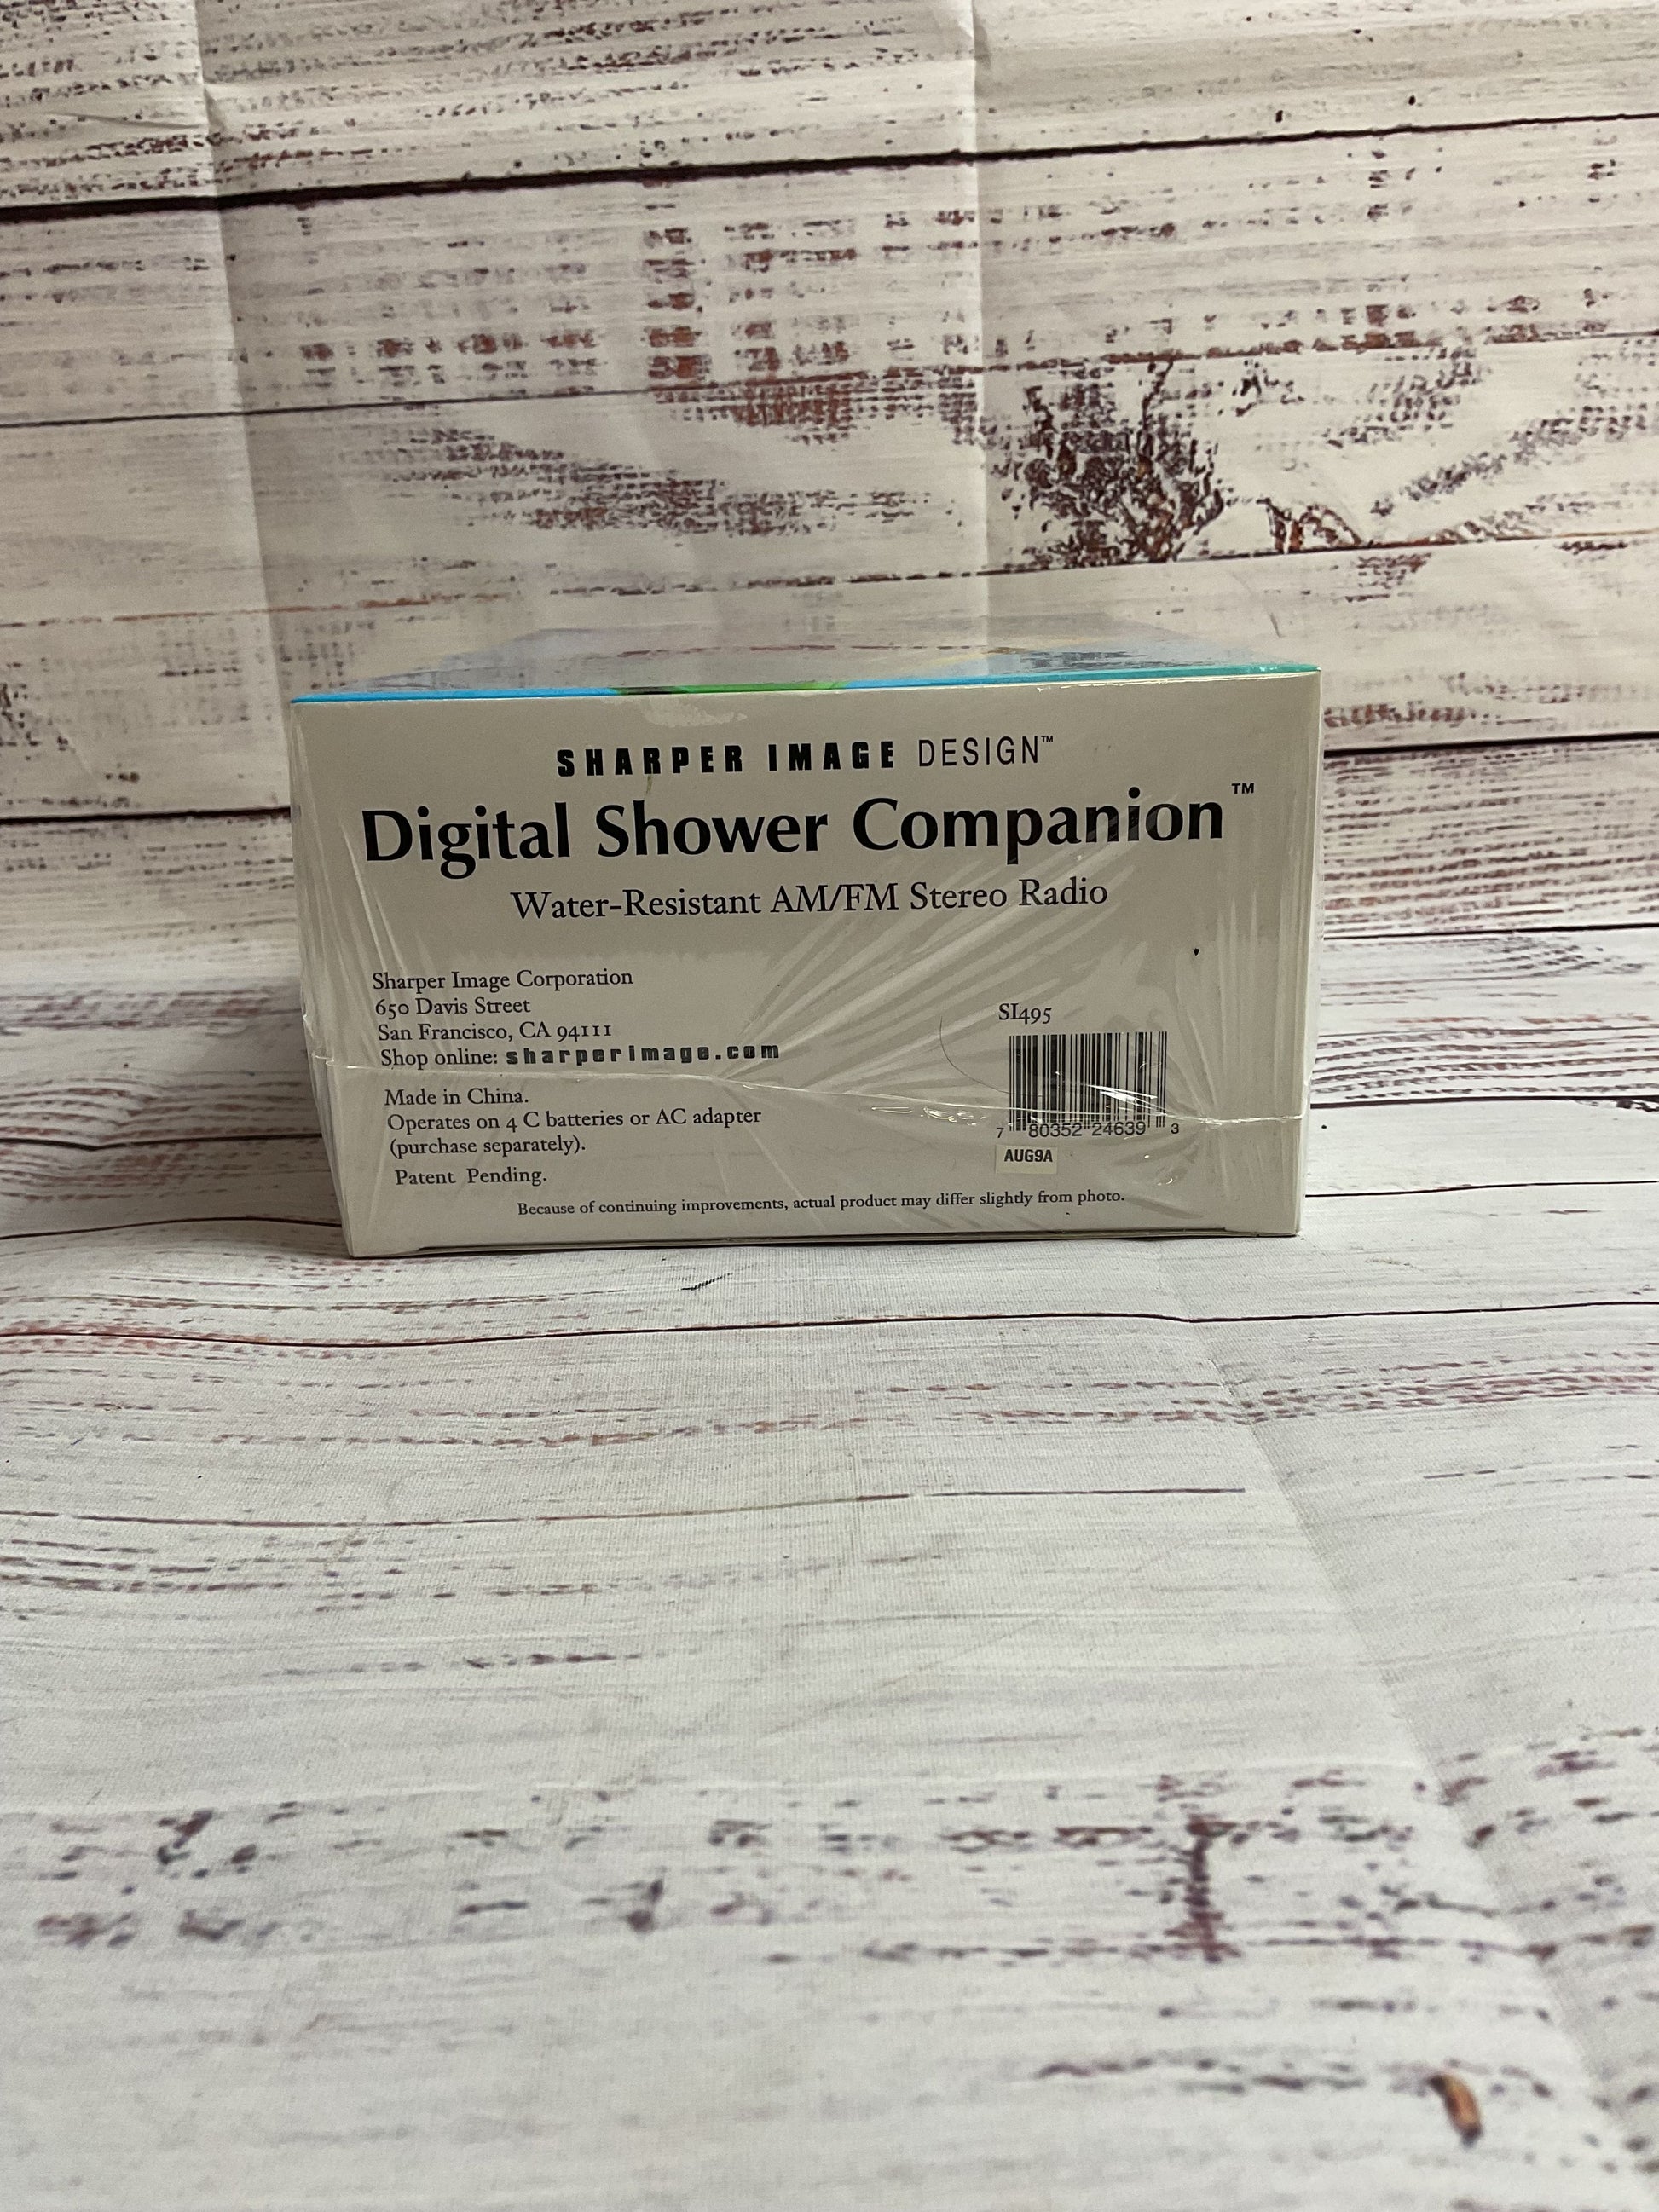 SHARPER IMAGE DESIGN™
Digital Shower Companion™
Water-Resistant AM/FM Stereo Radio
Sharper Image Corporation
650 Davis Street
San Francisco, CA 94111
Shop online: sharperimage.com
Made in China.
Operates on 4 C batteries or AC adapter
(purchase separately).
Patent Pending.
SI495
7 80352 24639 3
AUG9A
Because of continuing improvements, actual product may differ slightly from photo.